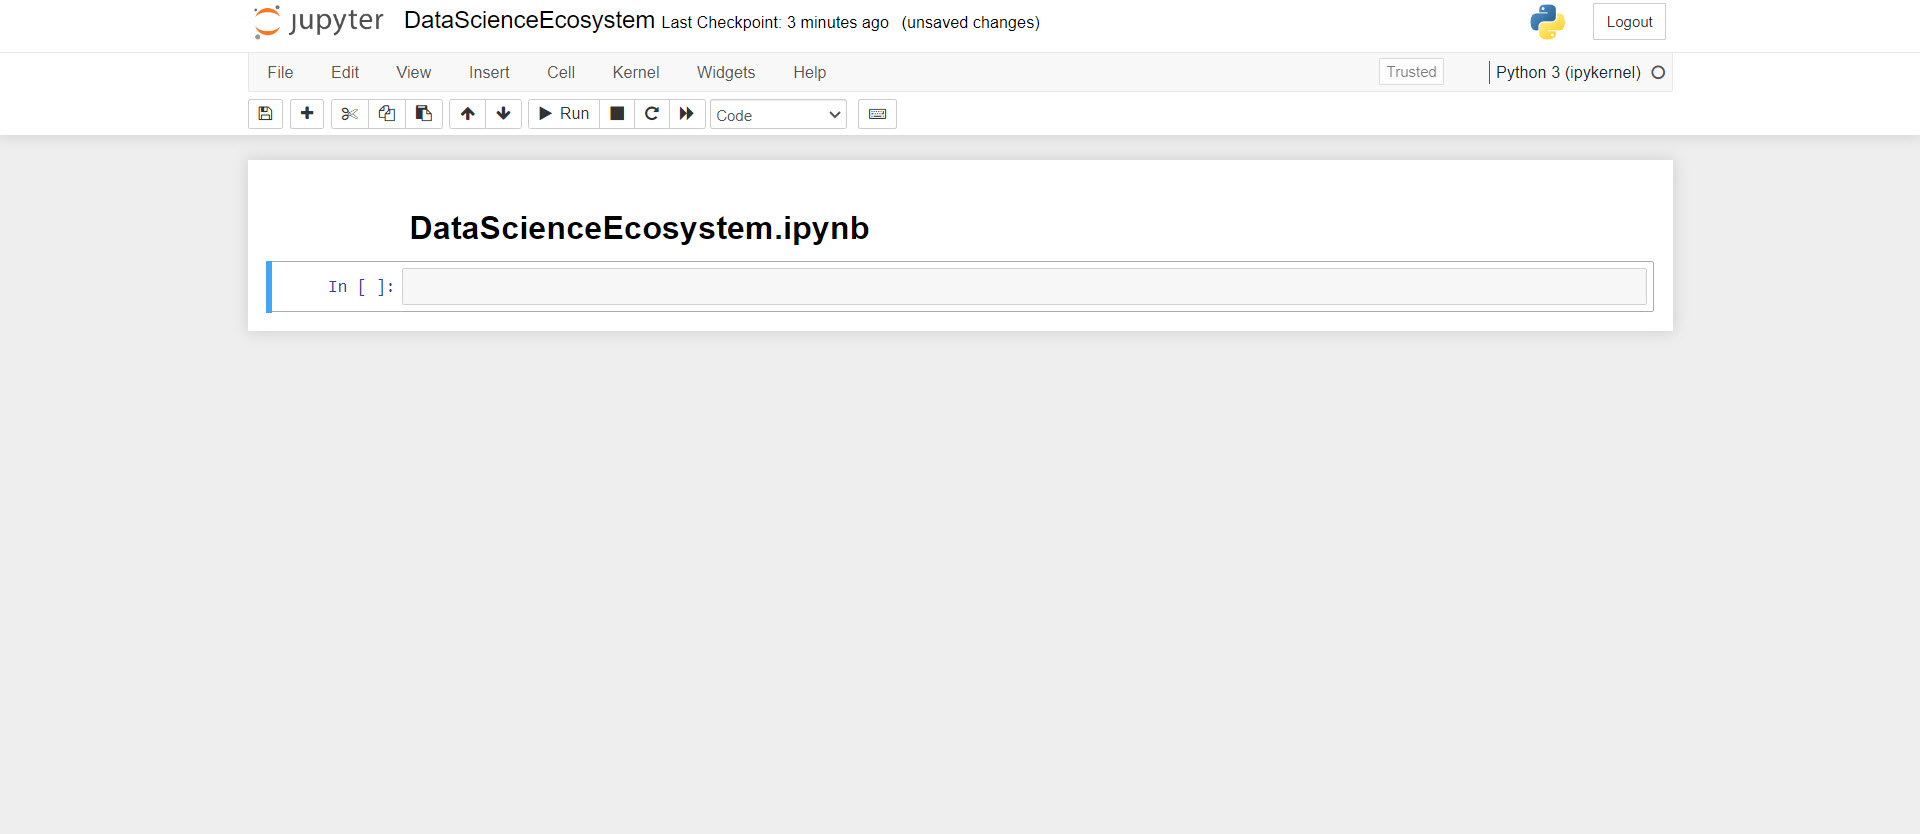 jupyter DataScienceEcosystem Last Checkpoint: 3 minutes ago (unsaved changes) Logout
File Edit View Insert Cell Kernel Widgets Help Trusted Python 3 (ipykernel)
Run Code
DataScienceEcosystem.ipynb
In [ ]: